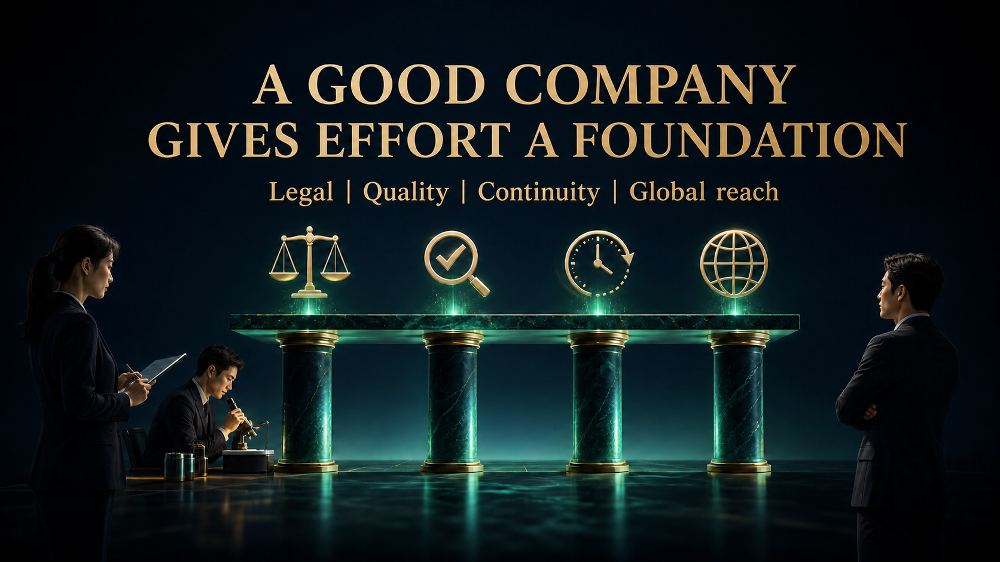 A GOOD COMPANY
GIVES EFFORT A FOUNDATION
Legal | Quality | Continuity | Global reach